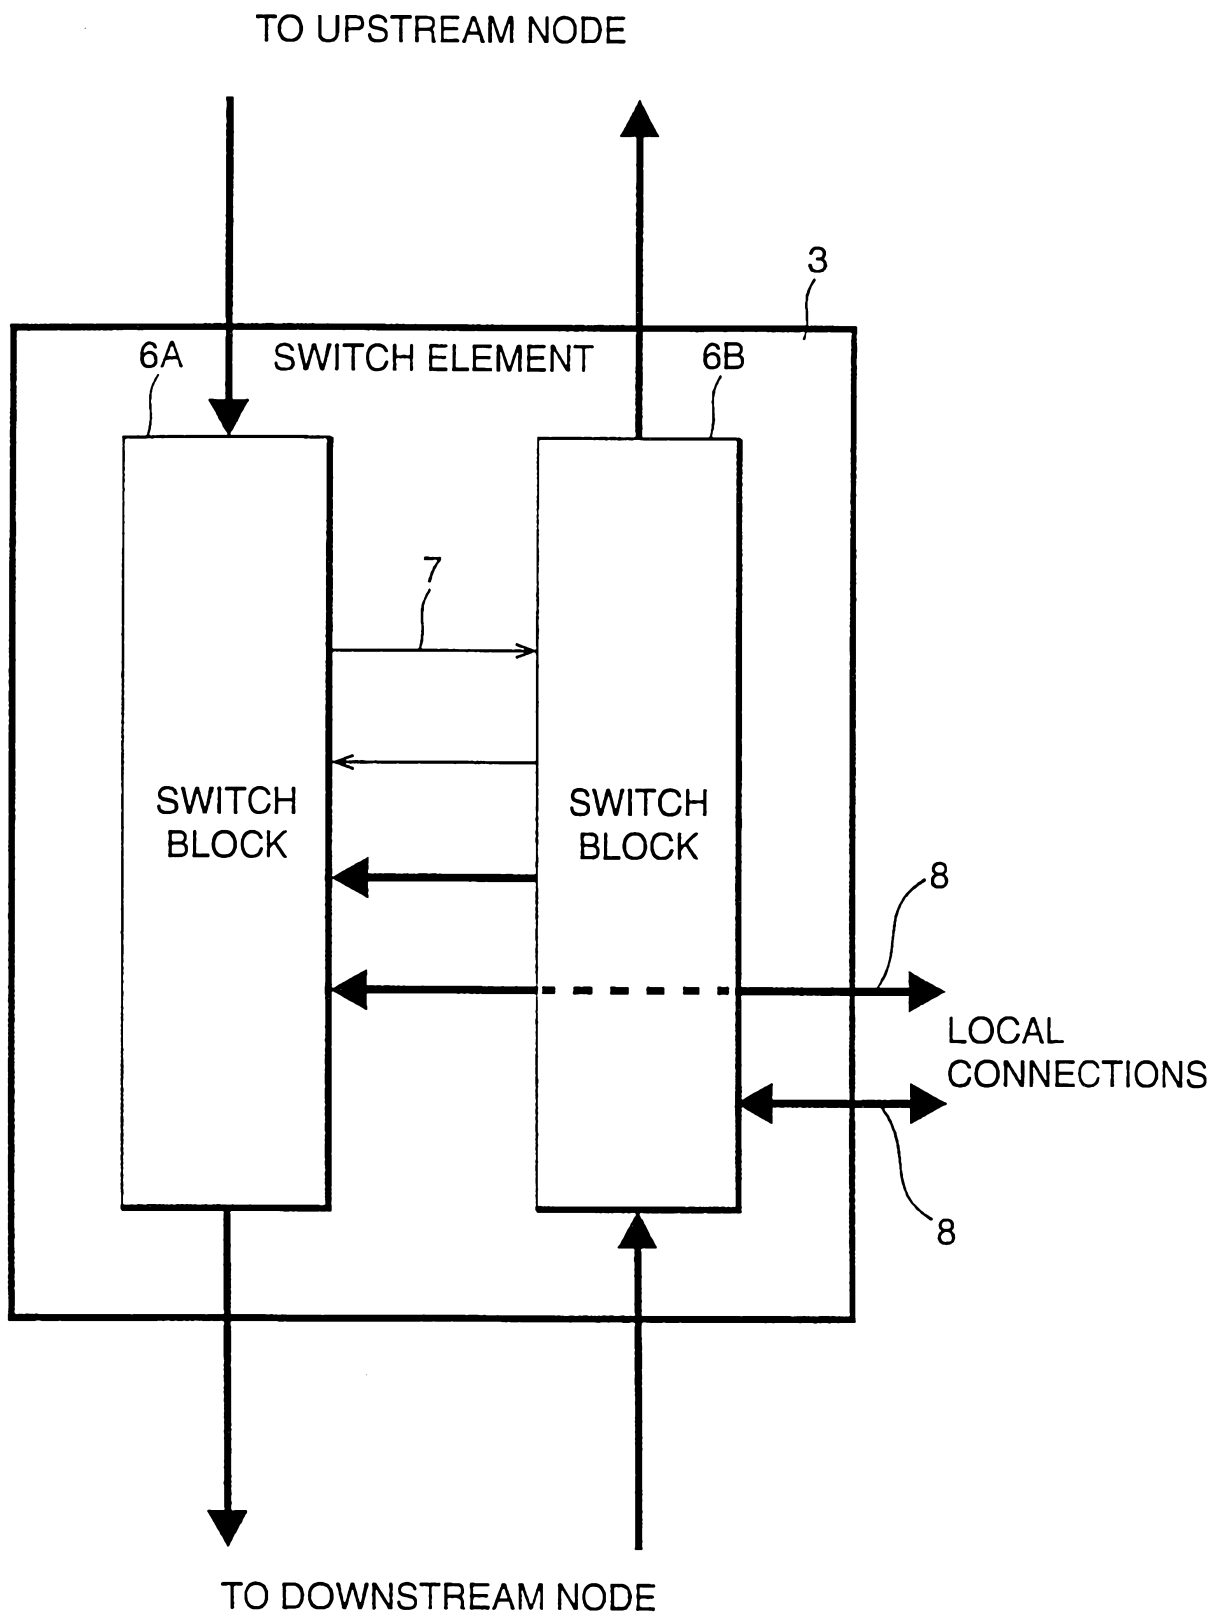 TO UPSTREAM NODE
3
6A
SWITCH ELEMENT
6B
7
SWITCH
BLOCK
SWITCH
BLOCK
8
LOCAL
CONNECTIONS
8
TO DOWNSTREAM NODE